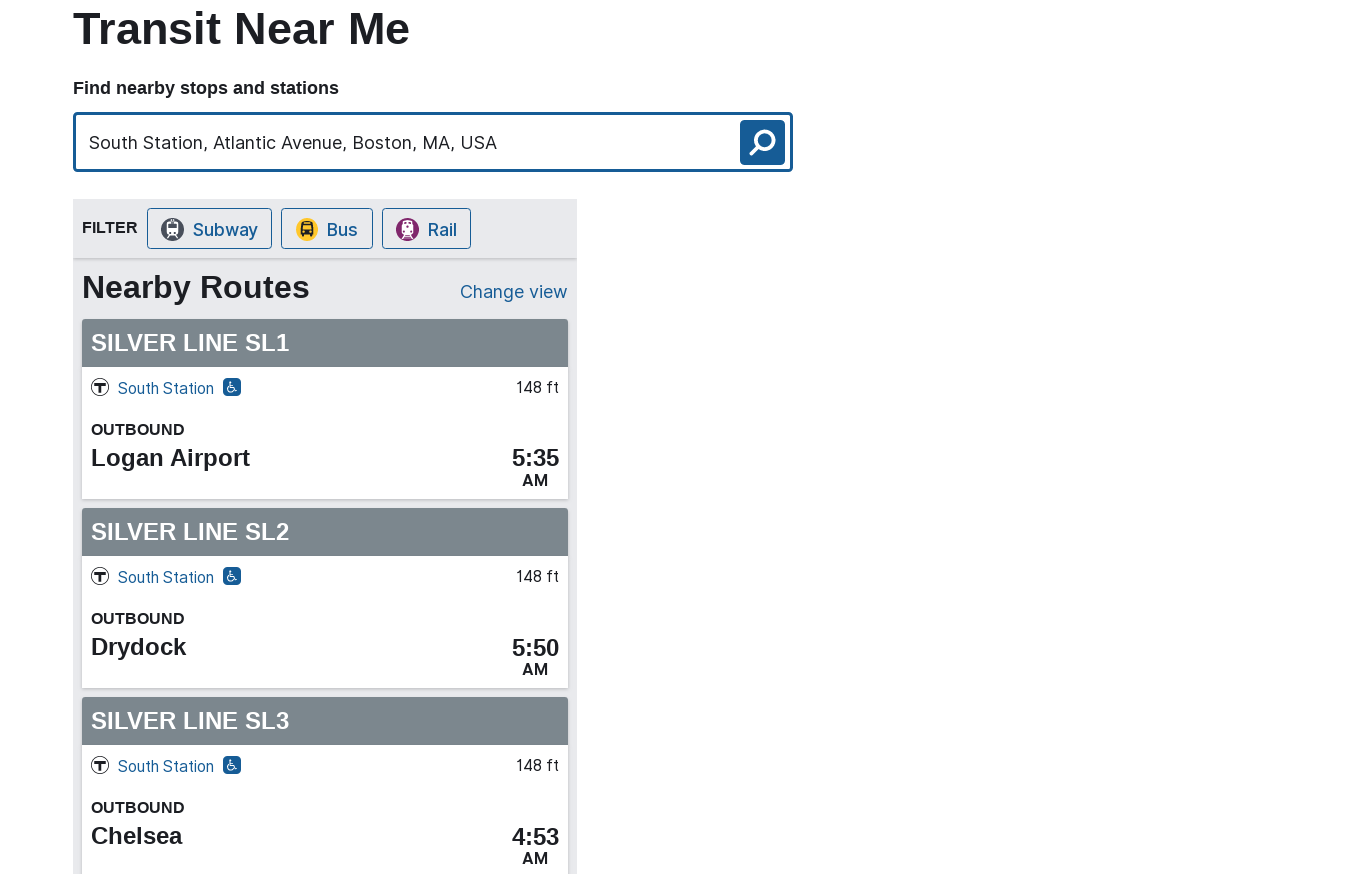 Transit Near Me
Find nearby stops and stations
South Station, Atlantic Avenue, Boston, MA, USA
FILTER Subway Bus Rail
Nearby Routes Change view
SILVER LINE SL1
T South Station 148 ft
OUTBOUND
Logan Airport 5:35
AM
SILVER LINE SL2
T South Station 148 ft
OUTBOUND
Drydock 5:50
AM
SILVER LINE SL3
T South Station 148 ft
OUTBOUND
Chelsea 4:53
AM